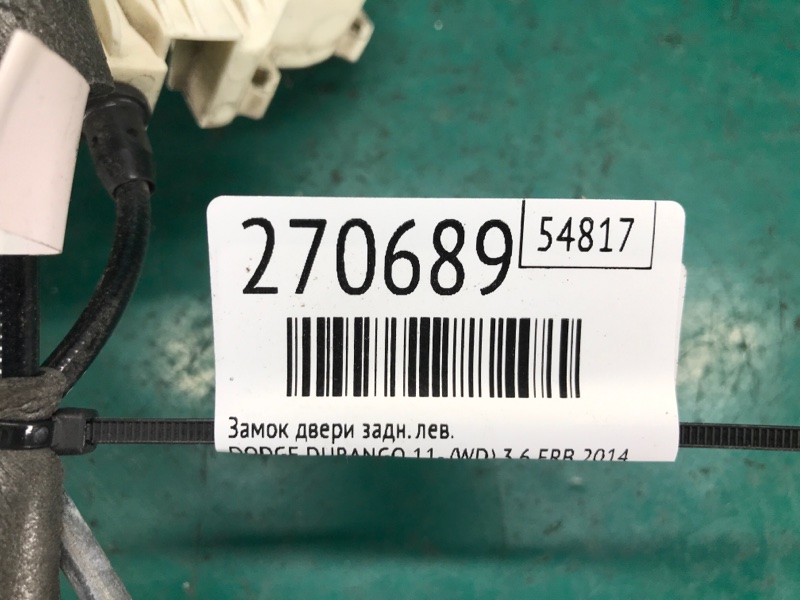 270689
54817
Замок двери задн. лев.
DODGE DURANGO 11- (WD) 3.6 ERB 2014